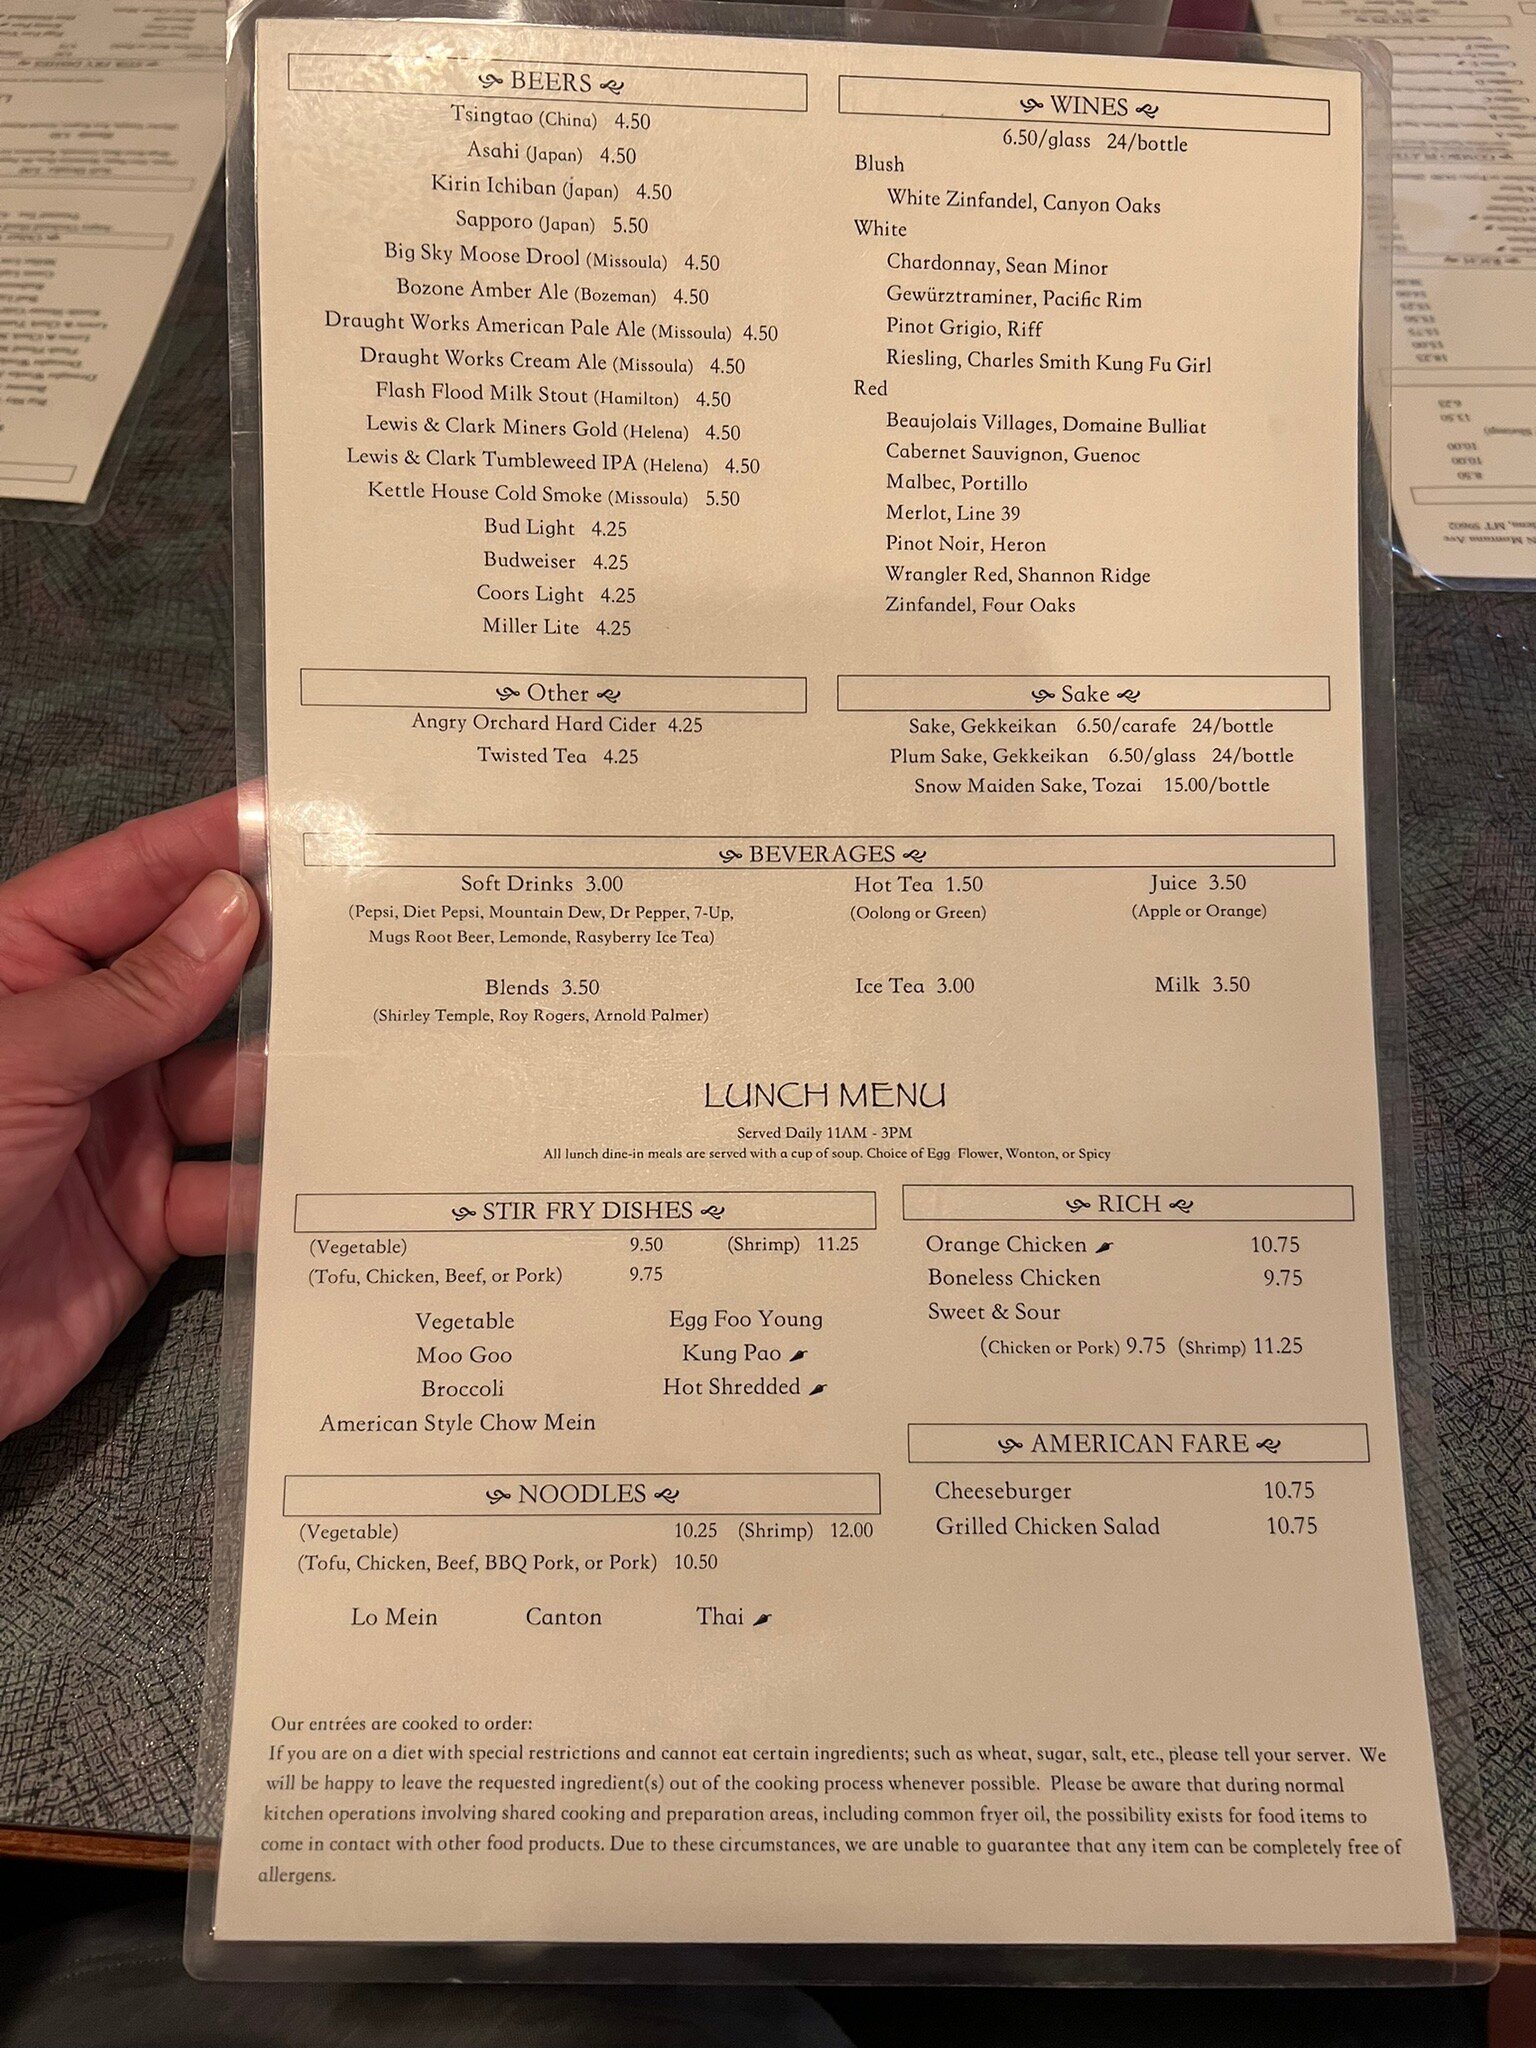 BEERS
Tsingtao (China) 4.50
Asahi (Japan) 4.50
Kirin Ichiban (Japan) 4.50
Sapporo (Japan) 5.50
Big Sky Moose Drool (Missoula) 4.50
Bozone Amber Ale (Bozeman) 4.50
Draught Works American Pale Ale (Missoula) 4.50
Draught Works Cream Ale (Missoula) 4.50
Flash Flood Milk Stout (Hamilton) 4.50
Lewis & Clark Miners Gold (Helena) 4.50
Lewis & Clark Tumbleweed IPA (Helena) 4.50
Kettle House Cold Smoke (Missoula) 5.50
Bud Light 4.25
Budweiser 4.25
Coors Light 4.25
Miller Lite 4.25
WINES
6.50/glass 24/bottle
Blush
White Zinfandel, Canyon Oaks
White
Chardonnay, Sean Minor
Gewürztraminer, Pacific Rim
Pinot Grigio, Riff
Riesling, Charles Smith Kung Fu Girl
Red
Beaujolais Villages, Domaine Bulliat
Cabernet Sauvignon, Guenoc
Malbec, Portillo
Merlot, Line 39
Pinot Noir, Heron
Wrangler Red, Shannon Ridge
Zinfandel, Four Oaks
Other
Angry Orchard Hard Cider 4.25
Twisted Tea 4.25
Sake
Sake, Gekkeikan 6.50/carafe 24/bottle
Plum Sake, Gekkeikan 6.50/glass 24/bottle
Snow Maiden Sake, Tozai 15.00/bottle
BEVERAGES
Soft Drinks 3.00
(Pepsi, Diet Pepsi, Mountain Dew, Dr Pepper, 7-Up,
Mugs Root Beer, Lemonde, Rasyberry Ice Tea)
Hot Tea 1.50
(Oolong or Green)
Juice 3.50
(Apple or Orange)
Blends 3.50
(Shirley Temple, Roy Rogers, Arnold Palmer)
Ice Tea 3.00
Milk 3.50
LUNCH MENU
Served Daily 11AM - 3PM
All lunch dine-in meals are served with a cup of soup. Choice of Egg Flower, Wonton, or Spicy
STIR FRY DISHES
(Vegetable) 9.50 (Shrimp) 11.25
(Tofu, Chicken, Beef, or Pork) 9.75
Vegetable Egg Foo Young
Moo Goo Kung Pao
Broccoli Hot Shredded
American Style Chow Mein
RICH
Orange Chicken 10.75
Boneless Chicken 9.75
Sweet & Sour
(Chicken or Pork) 9.75 (Shrimp) 11.25
NOODLES
(Vegetable) 10.25 (Shrimp) 12.00
(Tofu, Chicken, Beef, BBQ Pork, or Pork) 10.50
Lo Mein Canton Thai
AMERICAN FARE
Cheeseburger 10.75
Grilled Chicken Salad 10.75
Our entrées are cooked to order:
If you are on a diet with special restrictions and cannot eat certain ingredients; such as wheat, sugar, salt, etc., please tell your server. We
will be happy to leave the requested ingredient(s) out of the cooking process whenever possible. Please be aware that during normal
kitchen operations involving shared cooking and preparation areas, including common fryer oil, the possibility exists for food items to
come in contact with other food products. Due to these circumstances, we are unable to guarantee that any item can be completely free of
allergens.